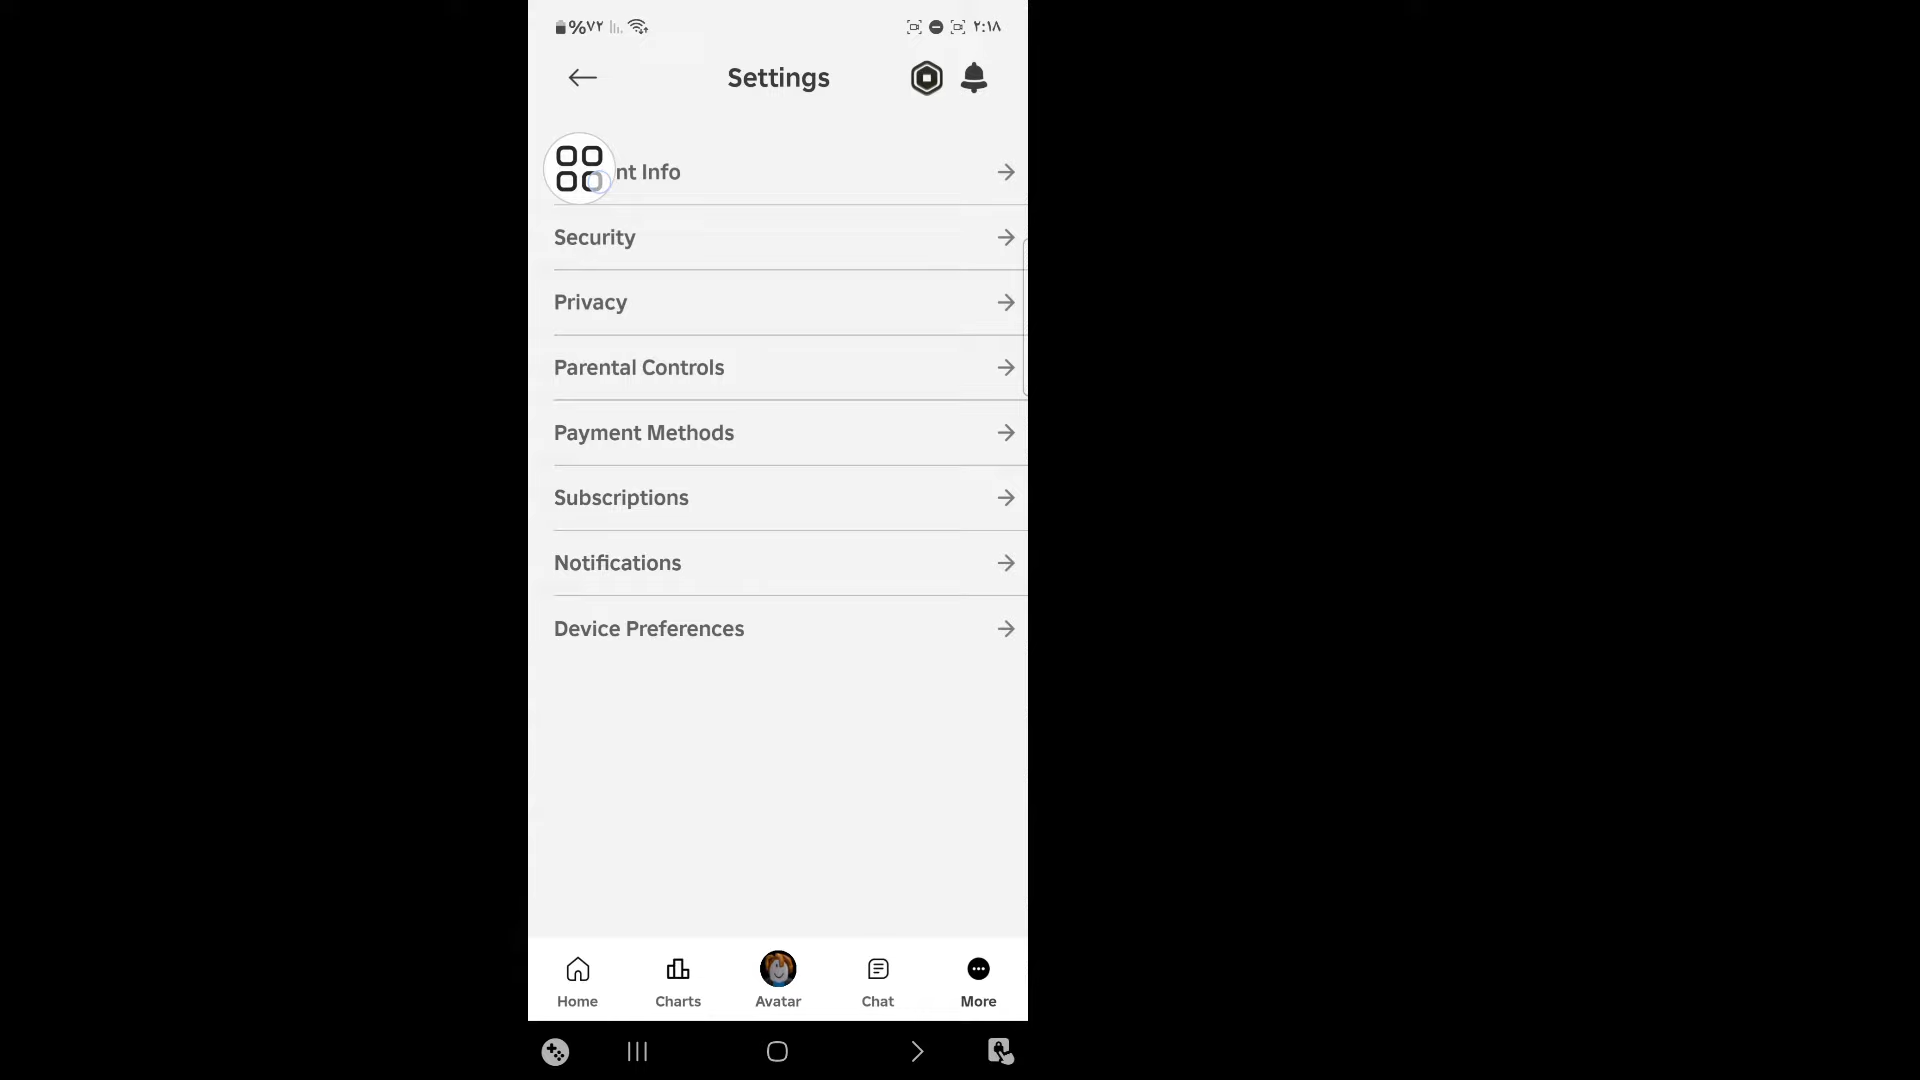 %٧٢
٢:١٨
Settings
nt Info
Security
Privacy
Parental Controls
Payment Methods
Subscriptions
Notifications
Device Preferences
Home
Charts
Avatar
Chat
More